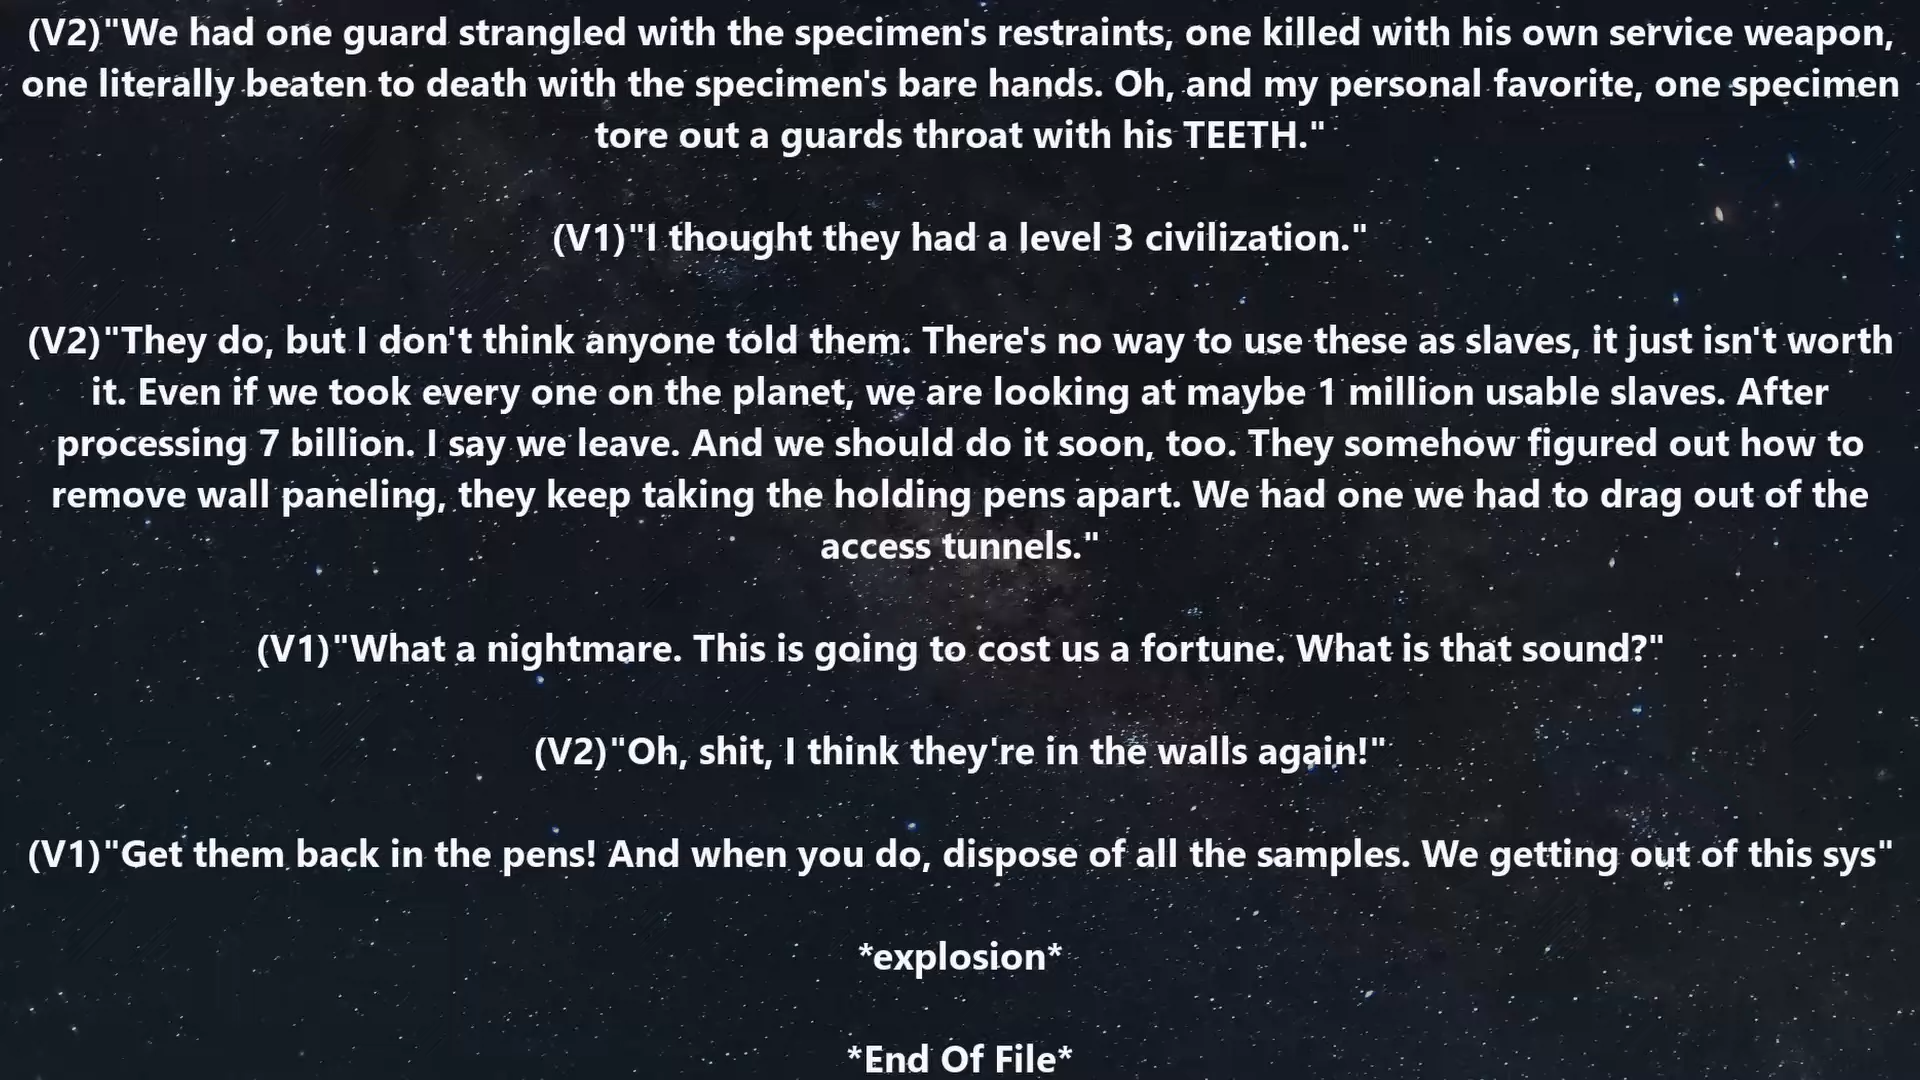 (V2)"We had one guard strangled with the specimen's restraints, one killed with his own service weapon,
one literally beaten to death with the specimen's bare hands. Oh, and my personal favorite, one specimen
tore out a guards throat with his TEETH."
(V1)"I thought they had a level 3 civilization."
(V2)"They do, but I don't think anyone told them. There's no way to use these as slaves, it just isn't worth
it. Even if we took every one on the planet, we are looking at maybe 1 million usable slaves. After
processing 7 billion. I say we leave. And we should do it soon, too. They somehow figured out how to
remove wall paneling, they keep taking the holding pens apart. We had one we had to drag out of the
access tunnels."
(V1)"What a nightmare. This is going to cost us a fortune. What is that sound?"
(V2)"Oh, shit, I think they're in the walls again!"
(V1)"Get them back in the pens! And when you do, dispose of all the samples. We getting out of this sys"
*explosion*
*End Of File*